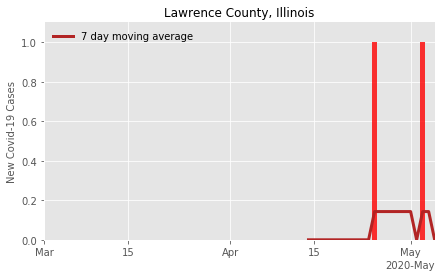 Lawrence County, Illinois
7 day moving average
New Covid-19 Cases
1.0
0.8
0.6
0.4
0.2
0.0
Mar
15
Apr
15
May
2020-May